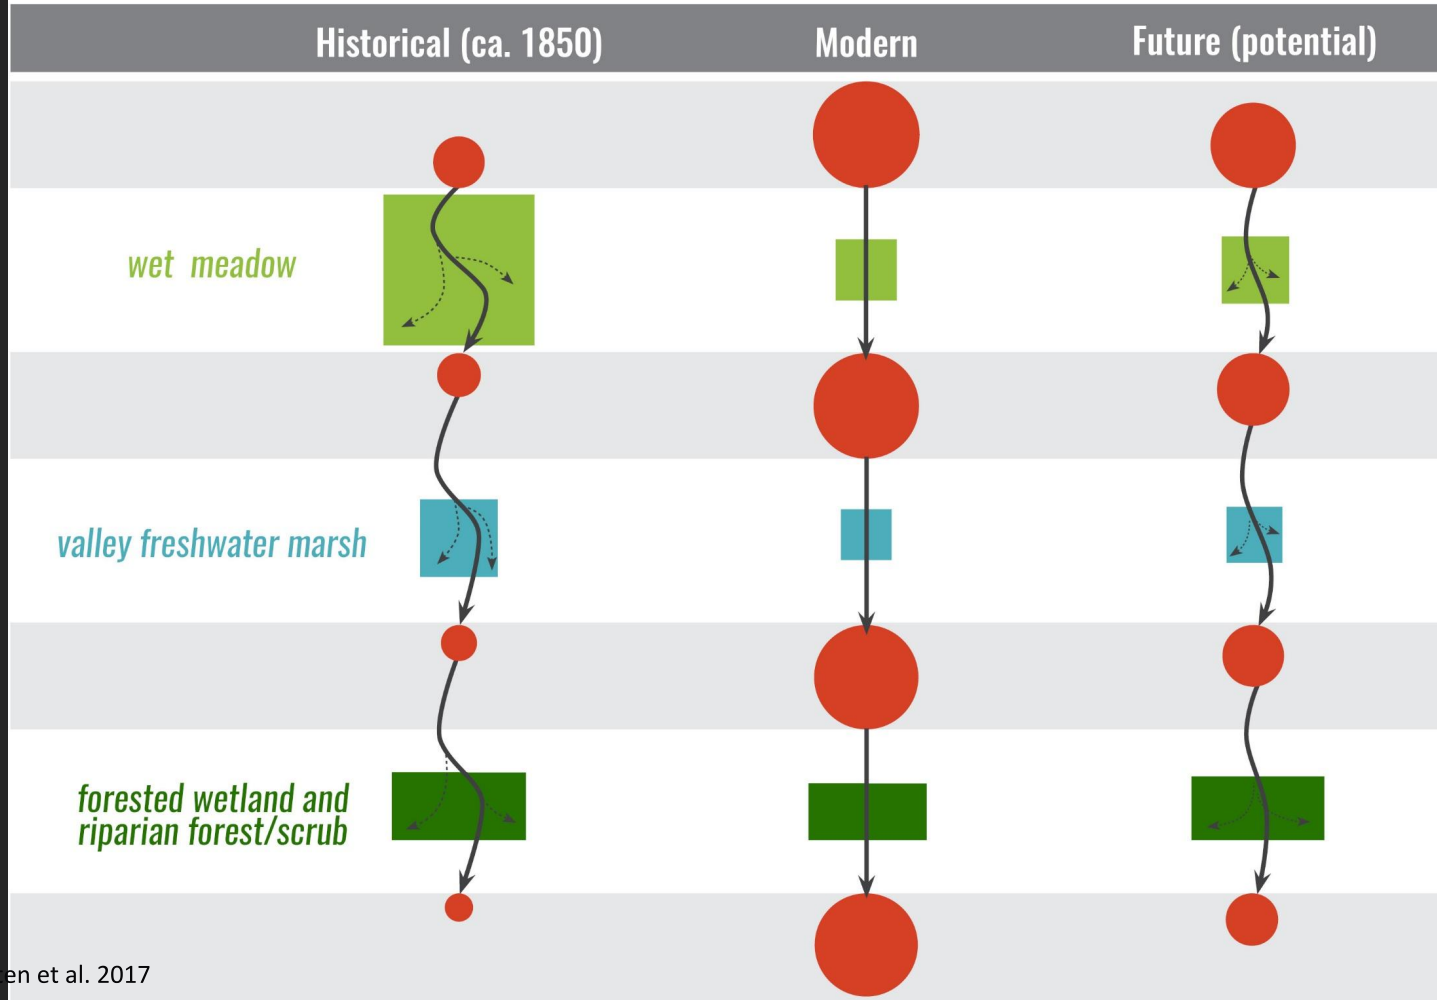 Historical (ca. 1850) Modern Future (potential)
wet meadow
valley freshwater marsh
forested wetland and
riparian forest/scrub
et al. 2017